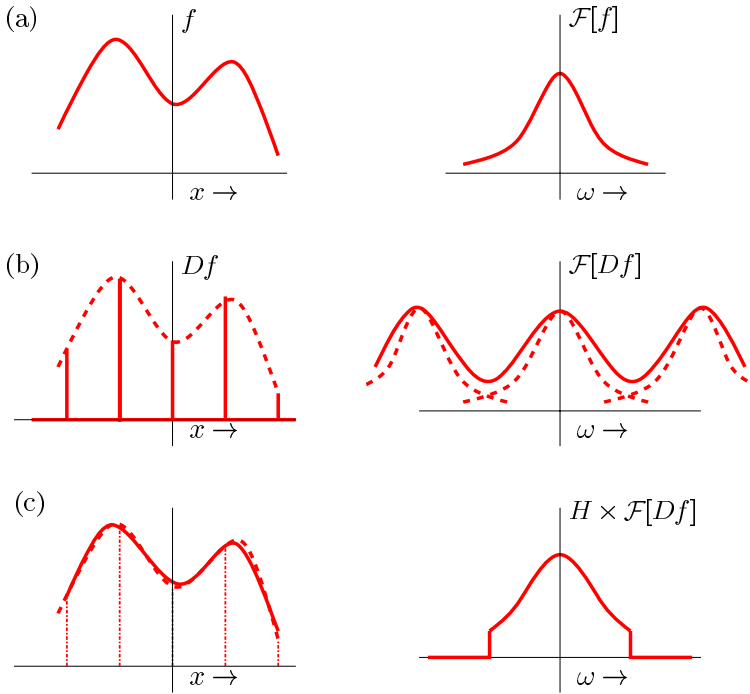 (a)
f
𝓕[f]
x →
ω →
(b)
Df
𝓕[Df]
x →
ω →
(c)
H × 𝓕[Df]
x →
ω →